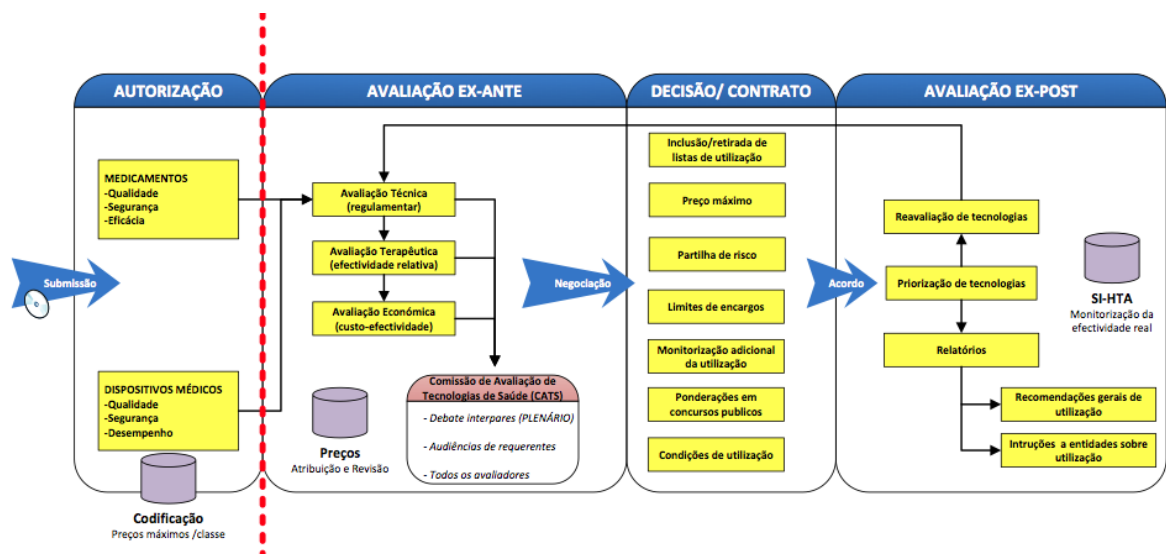 AUTORIZAÇÃO
AVALIAÇÃO EX-ANTE
DECISÃO/ CONTRATO
AVALIAÇÃO EX-POST
Submissão
MEDICAMENTOS
-Qualidade
-Segurança
-Eficácia
DISPOSITIVOS MÉDICOS
-Qualidade
-Segurança
-Desempenho
Codificação
Preços máximos /classe
Avaliação Técnica
(regulamentar)
Avaliação Terapêutica
(efectividade relativa)
Avaliação Económica
(custo-efectividade)
Preços
Atribuição e Revisão
Comissão de Avaliação de
Tecnologias de Saúde (CATS)
- Debate interpares (PLENÁRIO)
- Audiências de requerentes
- Todos os avaliadores
Negociação
Inclusão/retirada de
listas de utilização
Preço máximo
Partilha de risco
Limites de encargos
Monitorização adicional
da utilização
Ponderações em
concursos publicos
Condições de utilização
Acordo
Reavaliação de tecnologias
Priorização de tecnologias
Relatórios
Recomendações gerais de
utilização
Intruções a entidades sobre
utilização
SI-HTA
Monitorização da
efectividade real